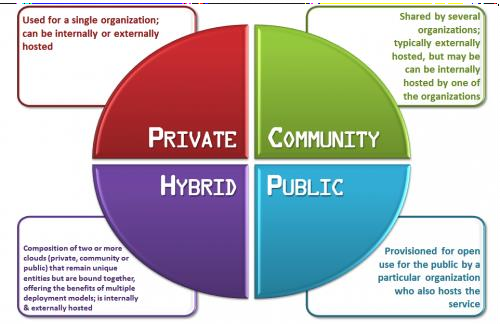 Used for a single organization;
can be internally or externally
hosted
Shared by several
organizations;
typically externally
hosted, but may be
can be internally
hosted by one of
the organizations
PRIVATE
COMMUNITY
HYBRID
PUBLIC
Composition of two or more
clouds (private, community or
public) that remain unique
entities but are bound together,
offering the benefits of multiple
deployment models; is internally
& externally hosted
Provisioned for open
use for the public by a
particular organization
who also hosts the
service